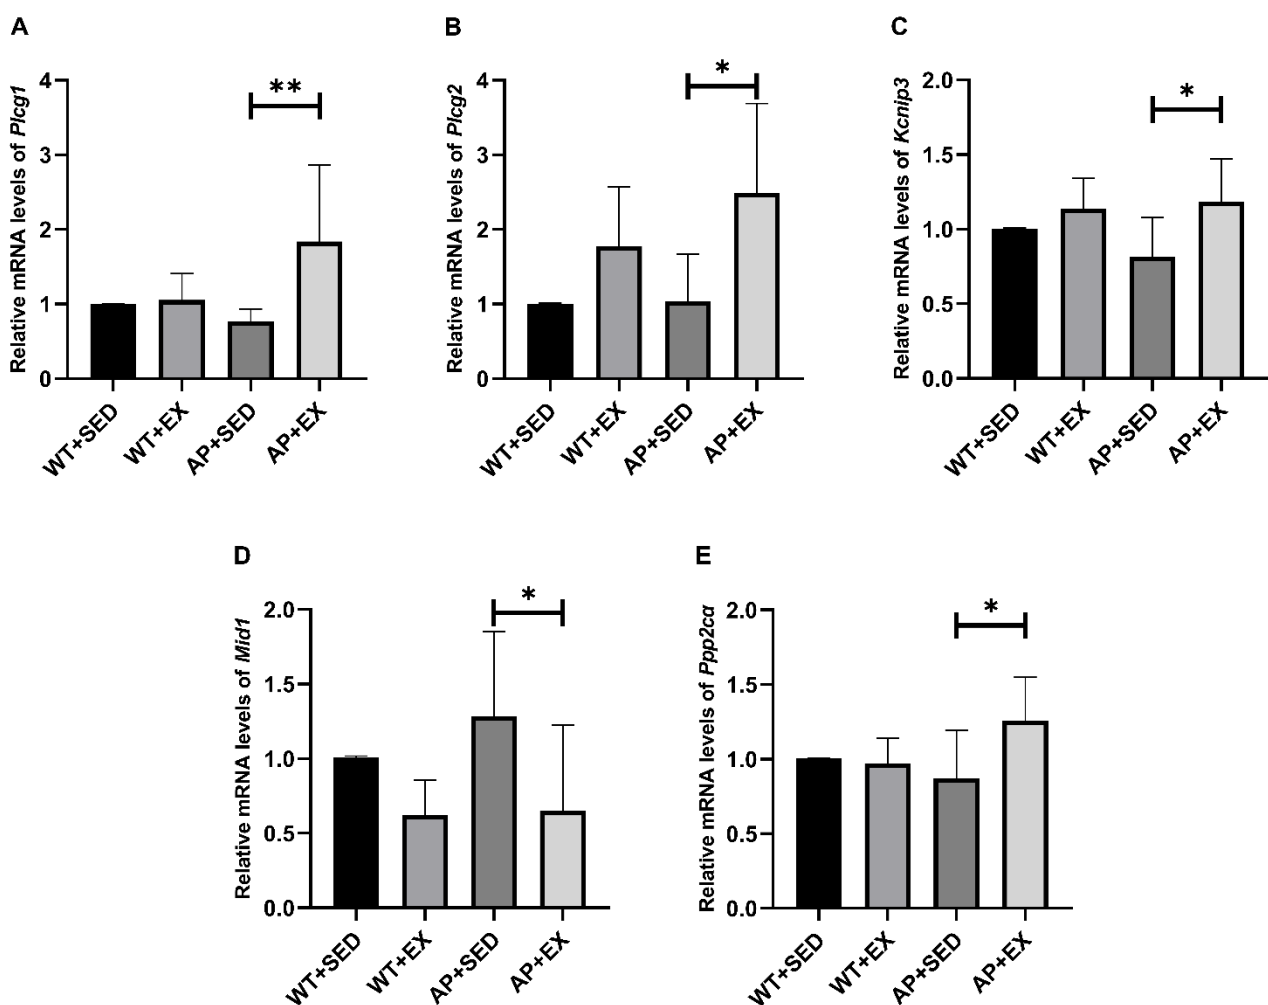 A
Relative mRNA levels of Plcg1
4
3
2
1
0
**
WT+SED
WT+EX
AP+SED
AP+EX
B
Relative mRNA levels of Plcg2
4
3
2
1
0
*
WT+SED
WT+EX
AP+SED
AP+EX
C
Relative mRNA levels of Kcnip3
2.0
1.5
1.0
0.5
0.0
*
WT+SED
WT+EX
AP+SED
AP+EX
D
Relative mRNA levels of Mid1
2.0
1.5
1.0
0.5
0.0
*
WT+SED
WT+EX
AP+SED
AP+EX
E
Relative mRNA levels of Ppp2cα
2.0
1.5
1.0
0.5
0.0
*
WT+SED
WT+EX
AP+SED
AP+EX